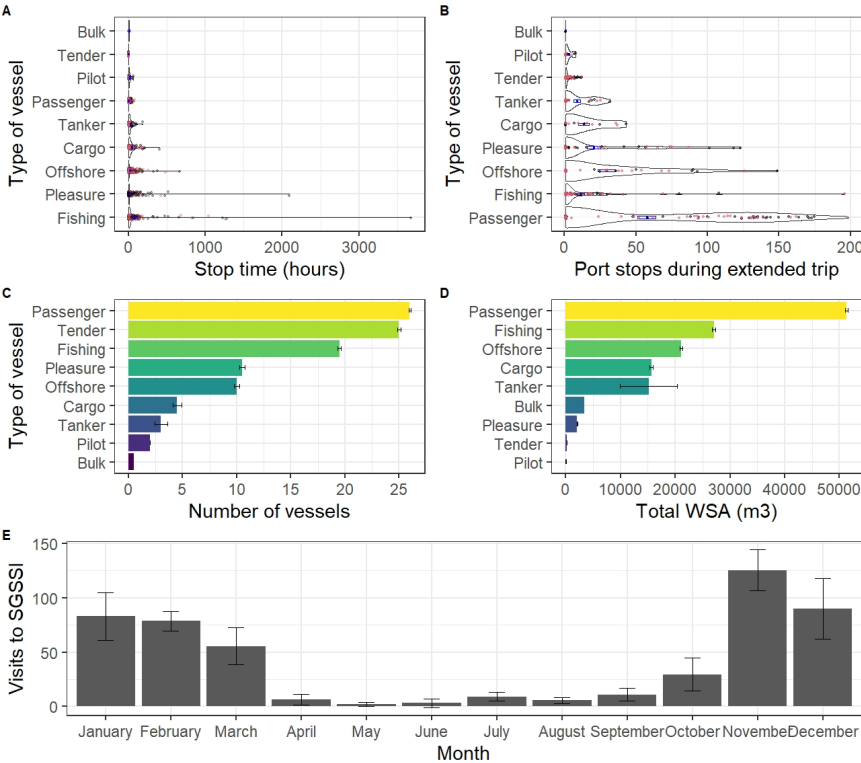 A
Type of vessel
Bulk
Tender
Pilot
Passenger
Tanker
Cargo
Offshore
Pleasure
Fishing
0 1000 2000 3000
Stop time (hours)
B
Type of vessel
Bulk
Pilot
Tender
Tanker
Cargo
Pleasure
Offshore
Fishing
Passenger
0 50 100 150 200
Port stops during extended trip
C
Type of vessel
Passenger
Tender
Fishing
Pleasure
Offshore
Cargo
Tanker
Pilot
Bulk
0 5 10 15 20 25
Number of vessels
D
Type of vessel
Passenger
Fishing
Offshore
Cargo
Tanker
Bulk
Pleasure
Tender
Pilot
0 10000 20000 30000 40000 50000
Total WSA (m3)
E
Visits to SGSSI
150
100
50
0
January February March April May June July August September October November December
Month